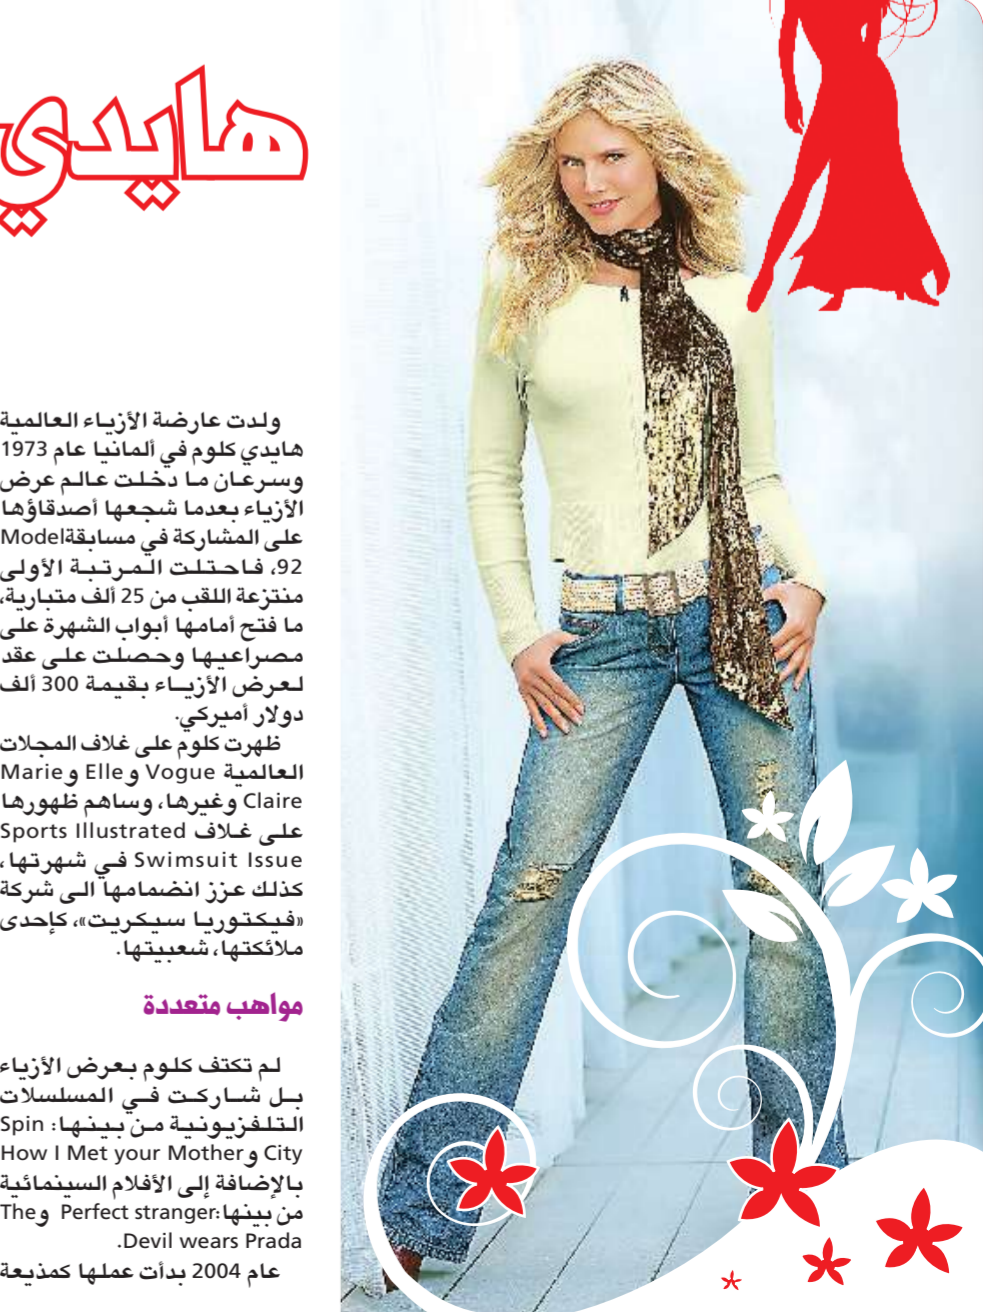 هايدي
ولدت عارضة الأزياء العالمية
هايدي كلوم في ألمانيا عام 1973
وسرعان ما دخلت عالم عرض
الأزياء بعدما شجعها أصدقاؤها
على المشاركة في مسابقةModel
92، فاحتلت المرتبة الأولى
منتزعة اللقب من 25 ألف متبارية،
ما فتح أمامها أبواب الشهرة على
مصراعيها وحصلت على عقد
لعرض الأزياء بقيمة 300 ألف
دولار أميركي.
ظهرت كلوم على غلاف المجلات
العالمية Vogue وElle وMarie
Claire وغيرها، وساهم ظهورها
على غلاف Sports Illustrated
Swimsuit Issue في شهرتها،
كذلك عزز انضمامها الى شركة
«فيكتوريا سيكريت»، كإحدى
ملائكتها، شعبيتها.
مواهب متعددة
لم تكتف كلوم بعرض الأزياء
بل شاركت في المسلسلات
التلفزيونية من بينها: Spin
City وHow I Met your Mother
بالإضافة إلى الأفلام السينمائية
من بينها:Perfect stranger وThe
Devil wears Prada.
عام 2004 بدأت عملها كمذيعة